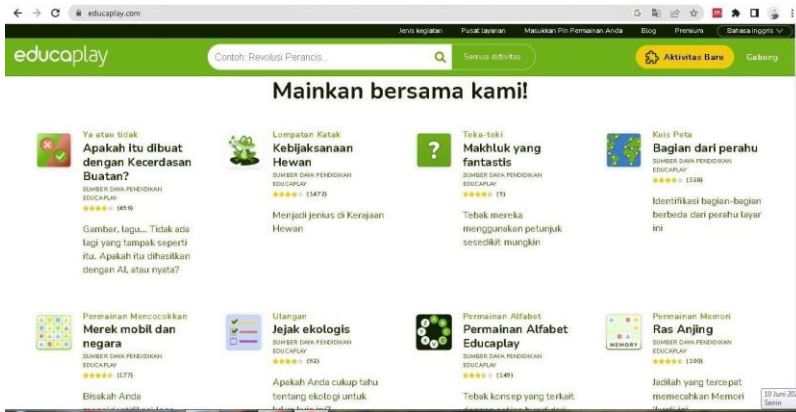 educaplay.com
Jenis kegiatan Pusat layanan Masukkan Pin Permainan Anda Blog Premium Bahasa Inggris
educaplay Contoh: Revolusi Perancis... Semua aktivitas Aktivitas Baru Gabung
Mainkan bersama kami!
Ya atau tidak
Apakah itu dibuat
dengan Kecerdasan
Buatan?
SUMBER DAYA PENDIDIKAN
EDUCAPLAY
Gambar, lagu... Tidak ada
lagi yang tampak seperti
itu. Apakah itu dihasilkan
dengan AI, atau nyata?
Lompatan Katak
Kebijaksanaan
Hewan
SUMBER DAYA PENDIDIKAN
EDUCAPLAY
(1472)
Menjadi jenius di Kerajaan
Hewan
?
Teka-teki
Makhluk yang
fantastis
SUMBER DAYA PENDIDIKAN
EDUCAPLAY
Tebak mereka
menggunakan petunjuk
sesedikit mungkin
Kuis Peta
Bagian dari perahu
SUMBER DAYA PENDIDIKAN
EDUCAPLAY
(328)
Identifikasi bagian-bagian
berbeda dari perahu layar
ini
Permainan Mencocokkan
Merek mobil dan
negara
SUMBER DAYA PENDIDIKAN
EDUCAPLAY
(177)
Bisakah Anda
Ulangan
Jejak ekologis
SUMBER DAYA PENDIDIKAN
EDUCAPLAY
(92)
Apakah Anda cukup tahu
tentang ekologi untuk
Permainan Alfabet
Permainan Alfabet
Educaplay
SUMBER DAYA PENDIDIKAN
EDUCAPLAY
(149)
Tebak konsep yang terkait
MEMORY
Permainan Memori
Ras Anjing
SUMBER DAYA PENDIDIKAN
EDUCAPLAY
(109)
Jadilah yang tercepat
memecahkan Memori
10 Juni 20
Senin